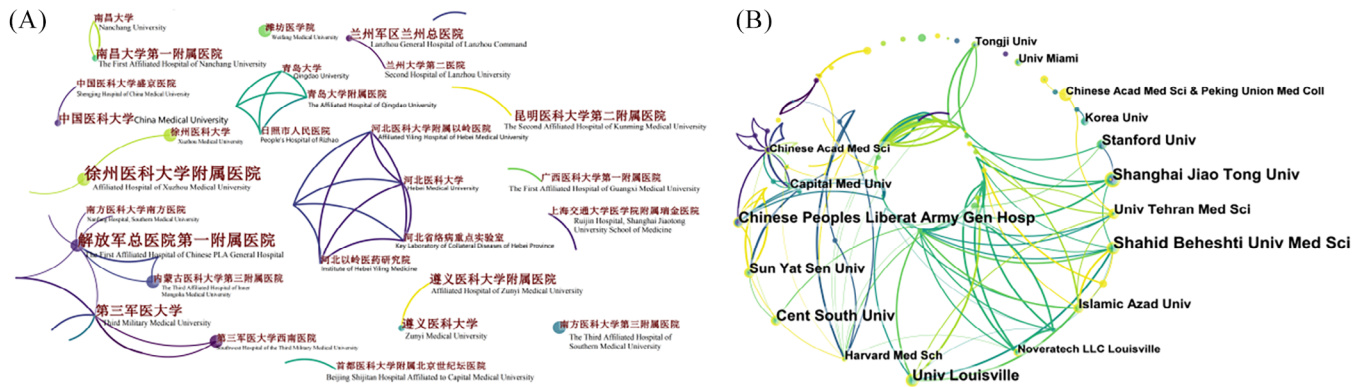 (A)
南昌大学
Nanchang University
南昌大学第一附属医院
The First Affiliated Hospital of Nanchang University
中国医科大学盛京医院
Shengjing Hospital of China Medical University
中国医科大学China Medical University
徐州医科大学
Xuzhou Medical University
徐州医科大学附属医院
Affiliated Hospital of Xuzhou Medical University
南方医科大学南方医院
Nanfang Hospital, Southern Medical University
解放军总医院第一附属医院
The First Affiliated Hospital of Chinese PLA General Hospital
内蒙古医科大学第三附属医院
The Third Affiliated Hospital of Inner
Mongolia Medical University
第三军医大学
Third Military Medical University
第三军医大学西南医院
Southwest Hospital of the Third Military Medical University
首都医科大学附属北京世纪坛医院
Beijing Shijitan Hospital Affiliated to Capital Medical University
潍坊医学院
Weifang Medical University
青岛大学
Qingdao University
青岛大学附属医院
The Affiliated Hospital of Qingdao University
日照市人民医院
People's Hospital of Rizhao
河北医科大学附属以岭医院
Affiliated Yiling Hospital of Hebei Medical University
河北医科大学
Hebei Medical University
河北省络病重点实验室
Key Laboratory of Collateral Diseases of Hebei Province
河北以岭医药研究院
Institute of Hebei Yiling Medicine
兰州军区兰州总医院
Lanzhou General Hospital of Lanzhou Command
兰州大学第二医院
Second Hospital of Lanzhou University
昆明医科大学第二附属医院
The Second Affiliated Hospital of Kunming Medical University
广西医科大学第一附属医院
The First Affiliated Hospital of Guangxi Medical University
上海交通大学医学院附属瑞金医院
Ruijin Hospital, Shanghai Jiaotong
University School of Medicine
遵义医科大学附属医院
Affiliated Hospital of Zunyi Medical University
遵义医科大学
Zunyi Medical University
南方医科大学第三附属医院
The Third Affiliated Hospital of
Southern Medical University
(B)
Tongji Univ
Univ Miami
Chinese Acad Med Sci & Peking Union Med Coll
Korea Univ
Stanford Univ
Chinese Acad Med Sci
Shanghai Jiao Tong Univ
Capital Med Univ
Univ Tehran Med Sci
Chinese Peoples Liberat Army Gen Hosp
Shahid Beheshti Univ Med Sci
Sun Yat Sen Univ
Islamic Azad Univ
Cent South Univ
Noveratech LLC Louisville
Harvard Med Sch
Univ Louisville